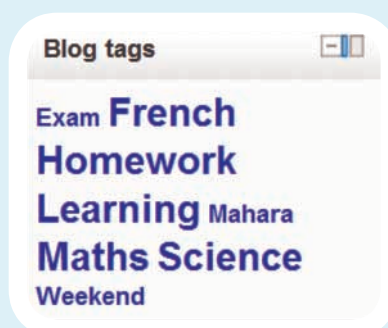 Blog tags
Exam French
Homework
Learning Mahara
Maths Science
Weekend